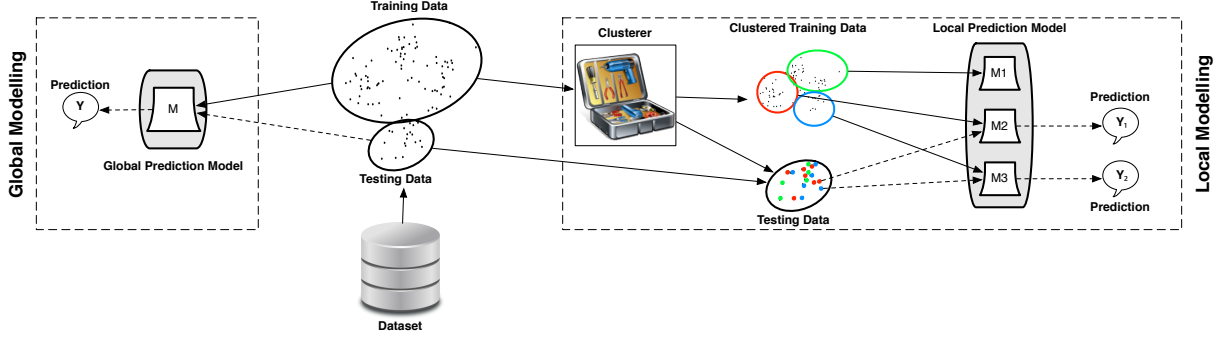 Training Data
Global Modelling
Prediction
Y
M
Global Prediction Model
Testing Data
Dataset
Clusterer
Clustered Training Data
Local Prediction Model
M1
M2
M3
Prediction
Y1
Y2
Prediction
Testing Data
Local Modelling